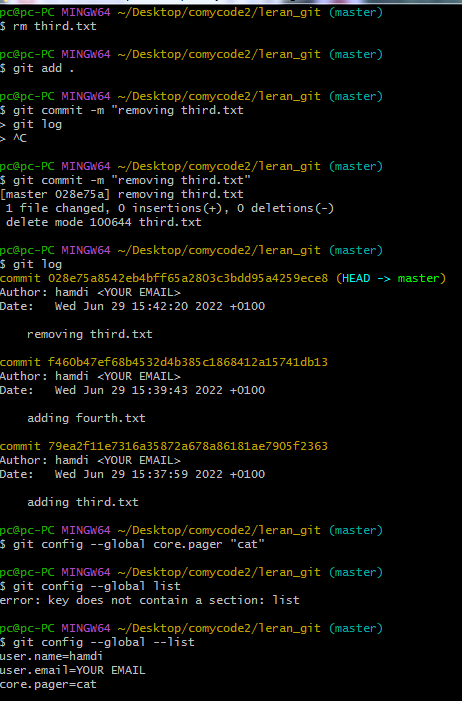 pc@pc-PC MINGW64 ~/Desktop/comycode2/leran_git (master)
$ rm third.txt
pc@pc-PC MINGW64 ~/Desktop/comycode2/leran_git (master)
$ git add .
pc@pc-PC MINGW64 ~/Desktop/comycode2/leran_git (master)
$ git commit -m "removing third.txt
> git log
> ^C
pc@pc-PC MINGW64 ~/Desktop/comycode2/leran_git (master)
$ git commit -m "removing third.txt"
[master 028e75a] removing third.txt
1 file changed, 0 insertions(+), 0 deletions(-)
delete mode 100644 third.txt
pc@pc-PC MINGW64 ~/Desktop/comycode2/leran_git (master)
$ git log
commit 028e75a8542eb4bff65a2803c3bdd95a4259ece8 (HEAD -> master)
Author: hamdi <YOUR EMAIL>
Date:   Wed Jun 29 15:42:20 2022 +0100
removing third.txt
commit f460b47ef68b4532d4b385c1868412a15741db13
Author: hamdi <YOUR EMAIL>
Date:   Wed Jun 29 15:39:43 2022 +0100
adding fourth.txt
commit 79ea2f11e7316a35872a678a86181ae7905f2363
Author: hamdi <YOUR EMAIL>
Date:   Wed Jun 29 15:37:59 2022 +0100
adding third.txt
pc@pc-PC MINGW64 ~/Desktop/comycode2/leran_git (master)
$ git config --global core.pager "cat"
pc@pc-PC MINGW64 ~/Desktop/comycode2/leran_git (master)
$ git config --global list
error: key does not contain a section: list
pc@pc-PC MINGW64 ~/Desktop/comycode2/leran_git (master)
$ git config --global --list
user.name=hamdi
user.email=YOUR EMAIL
core.pager=cat